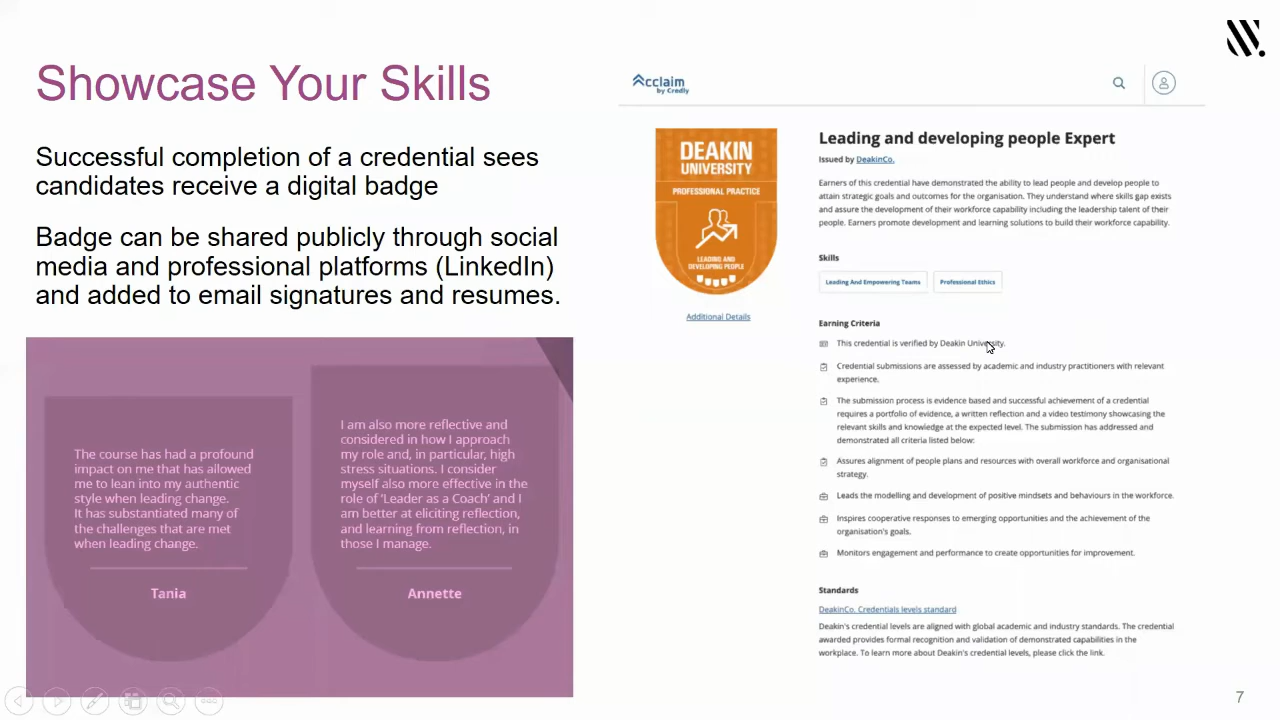 Showcase Your Skills
Successful completion of a credential sees
candidates receive a digital badge
Badge can be shared publicly through social
media and professional platforms (LinkedIn)
and added to email signatures and resumes.
The course has had a profound
impact on me that has allowed
me to lean into my authentic
style when leading change.
It has substantiated many of
the challenges that are met
when leading change.
Tania
I am also more reflective and
considered in how I approach
my role and, in particular, high
stress situations. I consider
myself also more effective in the
role of 'Leader as a Coach' and I
am better at eliciting reflection,
and learning from reflection, in
those I manage.
Annette
Acclaim
by Credly
DEAKIN
UNIVERSITY
PROFESSIONAL PRACTICE
LEADING AND
DEVELOPING PEOPLE
Additional Details
Leading and developing people Expert
Issued by DeakinCo.
Earners of this credential have demonstrated the ability to lead people and develop people to
attain strategic goals and outcomes for the organisation. They understand where skills gap exists
and assure the development of their workforce capability including the leadership talent of their
people. Earners promote development and learning solutions to build their workforce capability.
Skills
Leading And Empowering Teams
Professional Ethics
Earning Criteria
This credential is verified by Deakin University.
Credential submissions are assessed by academic and industry practitioners with relevant
experience.
The submission process is evidence based and successful achievement of a credential
requires a portfolio of evidence, a written reflection and a video testimony showcasing the
relevant skills and knowledge at the expected level. The submission has addressed and
demonstrated all criteria listed below:
Assures alignment of people plans and resources with overall workforce and organisational
strategy.
Leads the modelling and development of positive mindsets and behaviours in the workforce.
Inspires cooperative responses to emerging opportunities and the achievement of the
organisation's goals.
Monitors engagement and performance to create opportunities for improvement.
Standards
DeakinCo. Credentials levels standard
Deakin's credential levels are aligned with global academic and industry standards. The credential
awarded provides formal recognition and validation of demonstrated capabilities in the
workplace. To learn more about Deakin's credential levels, please click the link.
7